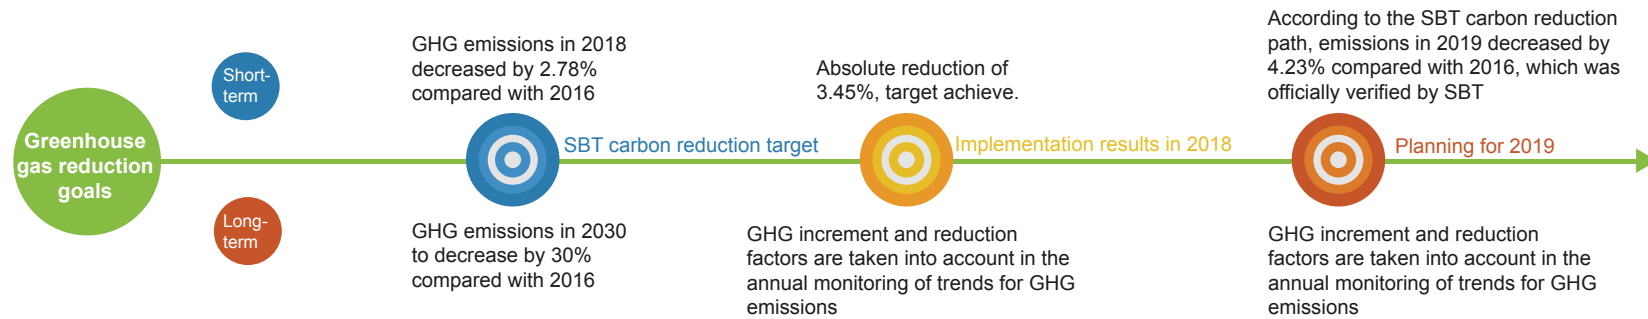 Greenhouse
gas reduction
goals
Short-
term
Long-
term
GHG emissions in 2018
decreased by 2.78%
compared with 2016
SBT carbon reduction target
GHG emissions in 2030
to decrease by 30%
compared with 2016
Absolute reduction of
3.45%, target achieve.
Implementation results in 2018
GHG increment and reduction
factors are taken into account in the
annual monitoring of trends for GHG
emissions
According to the SBT carbon reduction
path, emissions in 2019 decreased by
4.23% compared with 2016, which was
officially verified by SBT
Planning for 2019
GHG increment and reduction
factors are taken into account in the
annual monitoring of trends for GHG
emissions